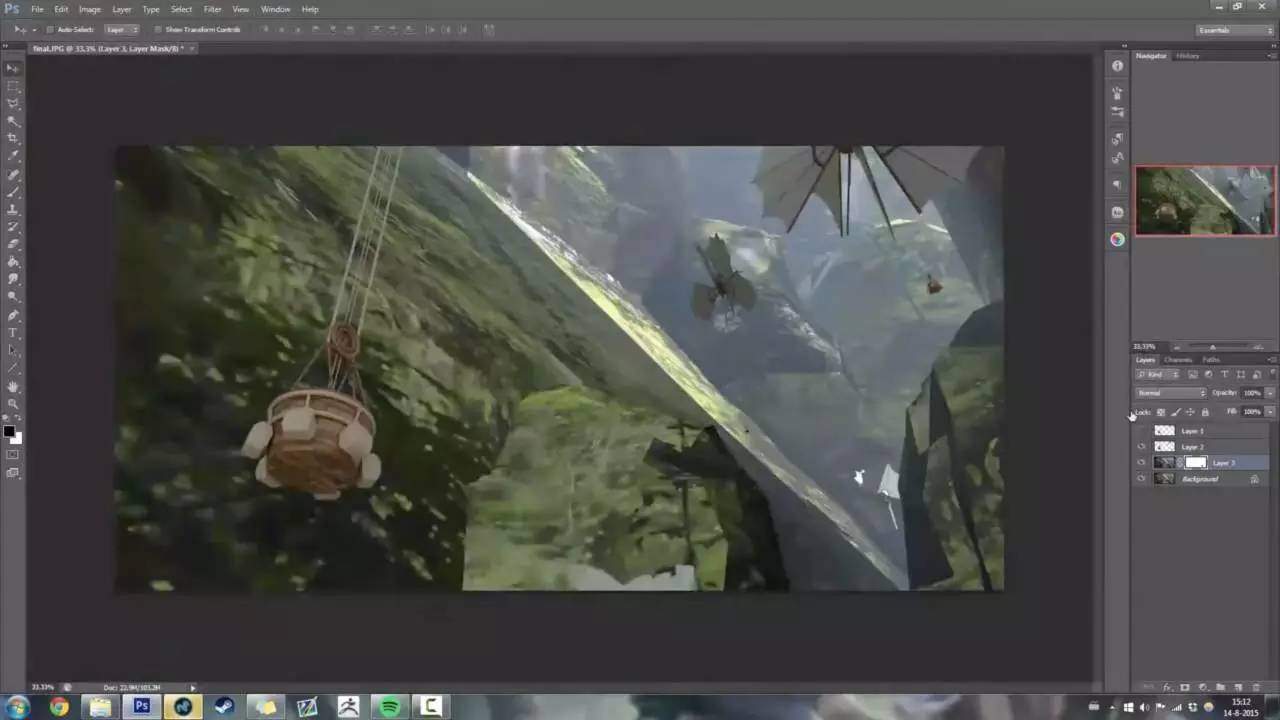 Ps File Edit Image Layer Type Select Filter View Window Help
Auto-Select: Layer Show Transform Controls Essentials
final.JPG @ 33,3% (Layer 3, Layer Mask/8) * ×
Navigator History
33,33%
Layers Channels Paths
Kind
Normal Opacity: 100%
Lock: Fill: 100%
Layer 1
Layer 2
Layer 3
Background
33,33% Doc: 22,9M/103,2M
Ps
15:12
14-8-2015